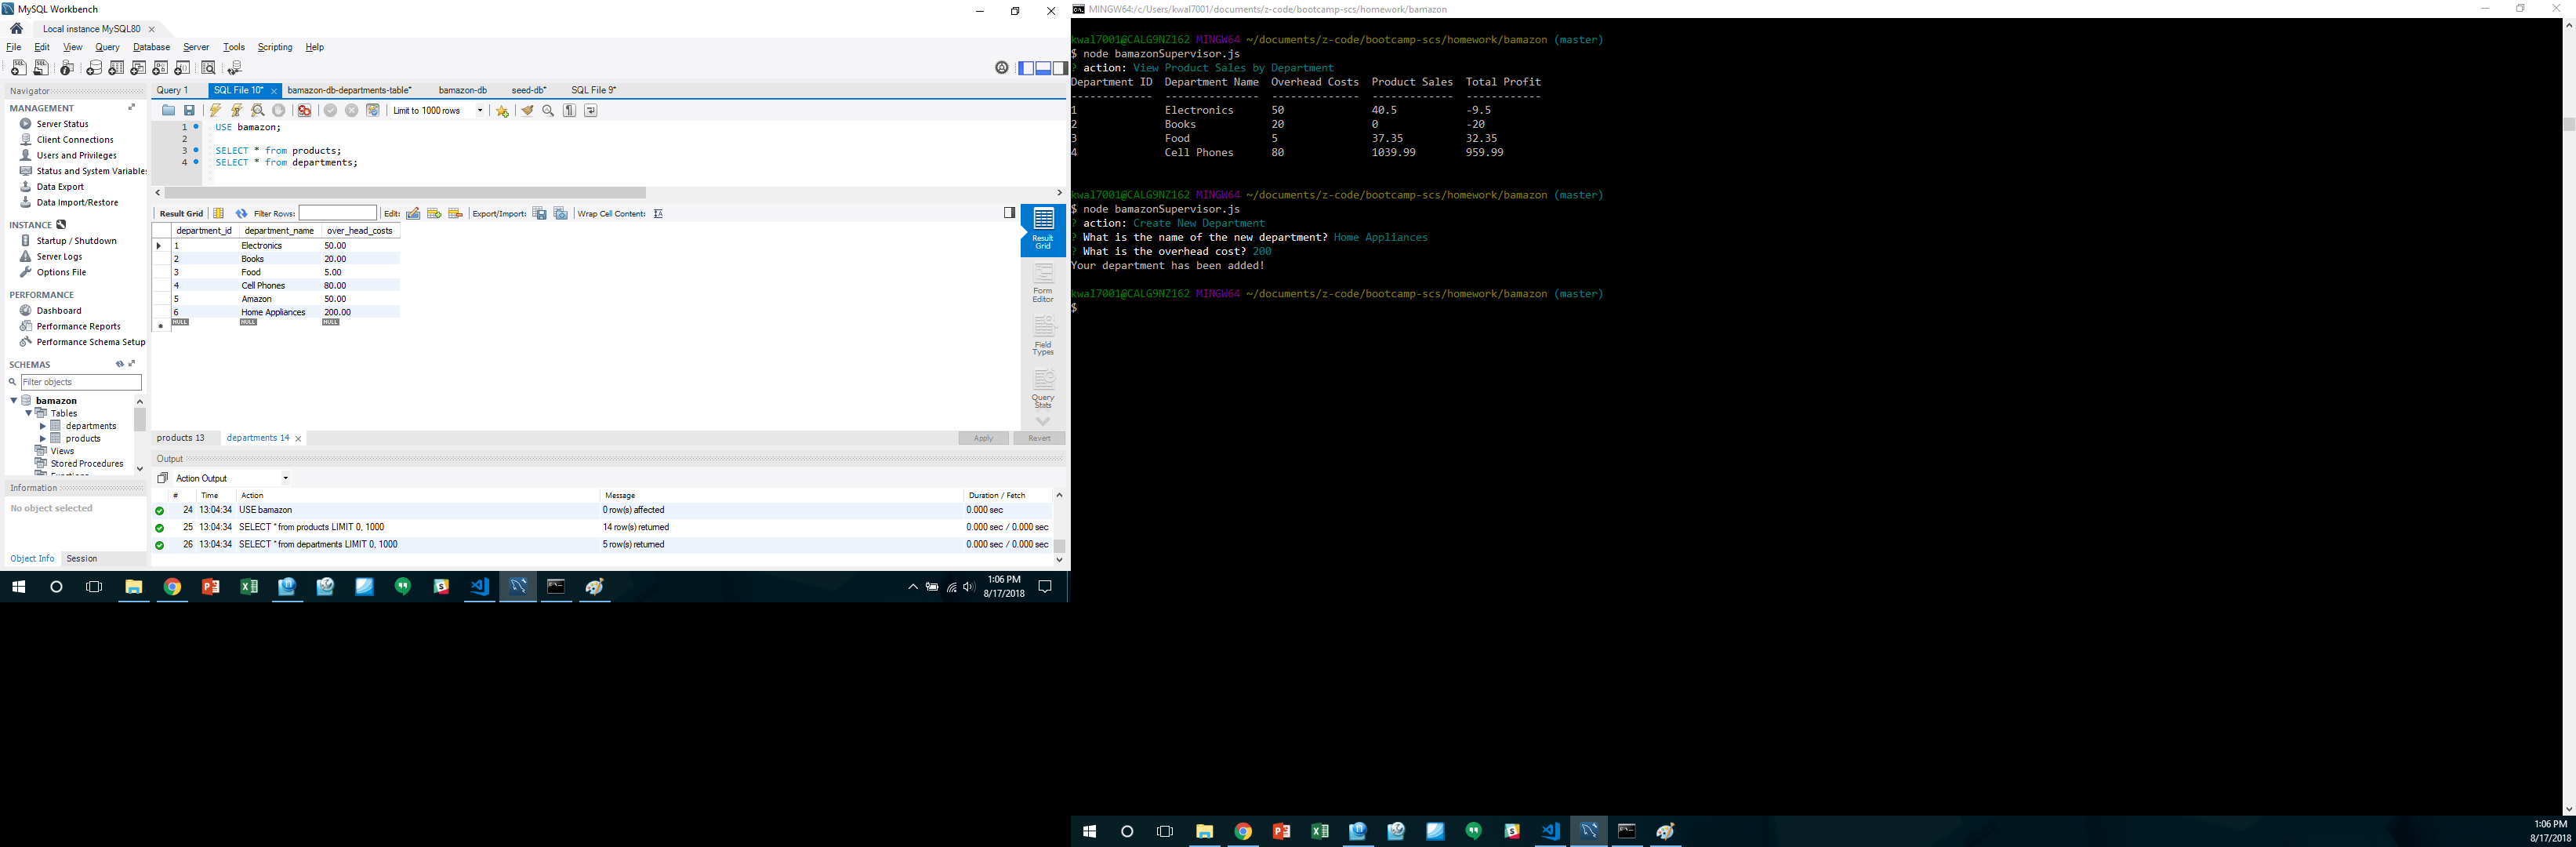 MySQL Workbench
Local instance MySQL80
File Edit View Query Database Server Tools Scripting Help
Navigator
MANAGEMENT
Server Status
Client Connections
Users and Privileges
Status and System Variables
Data Export
Data Import/Restore
INSTANCE
Startup / Shutdown
Server Logs
Options File
PERFORMANCE
Dashboard
Performance Reports
Performance Schema Setup
SCHEMAS
Filter objects
bamazon
Tables
departments
products
Views
Stored Procedures
Information
No object selected
Object Info Session
Query 1 SQL File 10* bamazon-db-departments-table* bamazon-db seed-db* SQL File 9*
Limit to 1000 rows
1 USE bamazon;
2
3 SELECT * from products;
4 SELECT * from departments;
Result Grid Filter Rows: Edit: Export/Import: Wrap Cell Content:
department_id department_name over_head_costs
1 Electronics 50.00
2 Books 20.00
3 Food 5.00
4 Cell Phones 80.00
5 Amazon 50.00
6 Home Appliances 200.00
NULL NULL NULL
Result Grid
Form Editor
Field Types
Query Stats
products 13 departments 14 Apply Revert
Output
Action Output
# Time Action Message Duration / Fetch
24 13:04:34 USE bamazon 0 row(s) affected 0.000 sec
25 13:04:34 SELECT * from products LIMIT 0, 1000 14 row(s) returned 0.000 sec / 0.000 sec
26 13:04:34 SELECT * from departments LIMIT 0, 1000 5 row(s) returned 0.000 sec / 0.000 sec
1:06 PM
8/17/2018
MINGW64:/c/Users/kwal7001/documents/z-code/bootcamp-scs/homework/bamazon
kwal7001@CALG9NZ162 MINGW64 ~/documents/z-code/bootcamp-scs/homework/bamazon (master)
$ node bamazonSupervisor.js
? action: View Product Sales by Department
Department ID Department Name Overhead Costs Product Sales Total Profit
------------- --------------- -------------- ------------- ------------
1 Electronics 50 40.5 -9.5
2 Books 20 0 -20
3 Food 5 37.35 32.35
4 Cell Phones 80 1039.99 959.99
kwal7001@CALG9NZ162 MINGW64 ~/documents/z-code/bootcamp-scs/homework/bamazon (master)
$ node bamazonSupervisor.js
? action: Create New Department
? What is the name of the new department? Home Appliances
? What is the overhead cost? 200
Your department has been added!
kwal7001@CALG9NZ162 MINGW64 ~/documents/z-code/bootcamp-scs/homework/bamazon (master)
$
1:06 PM
8/17/2018